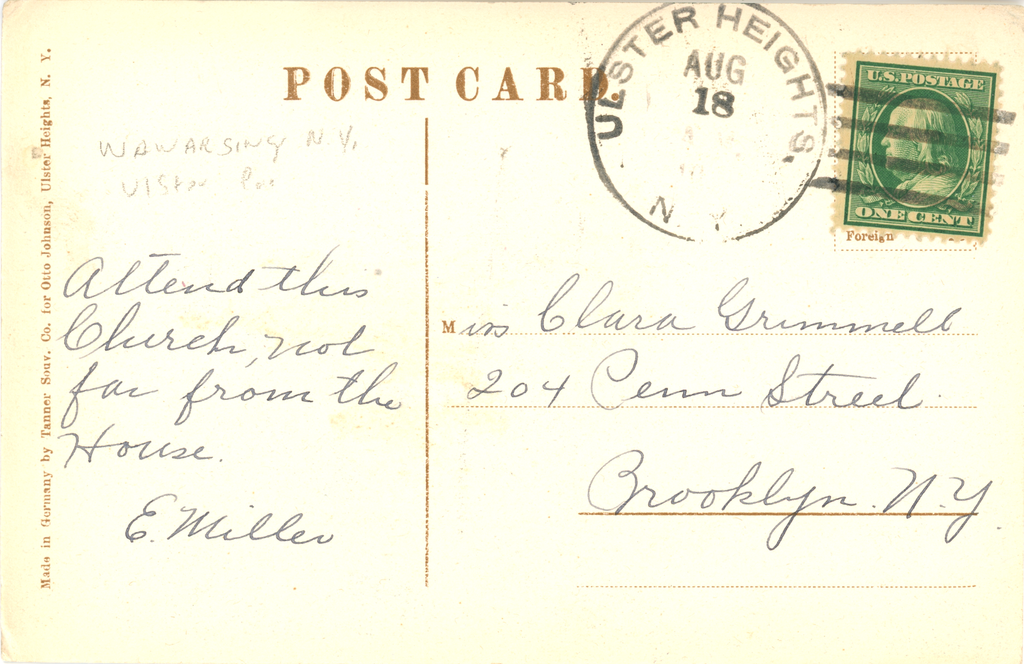 POST CARD.
ULSTER HEIGHTS.
AUG
18
N Y
U.S. POSTAGE
ONE CENT
Foreign
WAWARSING N.Y.
Ulster
Attend this
Church, not
far from the
House.
E. Miller
Miss Clara Grimmell
204 Penn Street
Brooklyn. N.Y.
Made in Germany by Tanner Souv. Co. for Otto Johnson, Ulster Heights, N. Y.